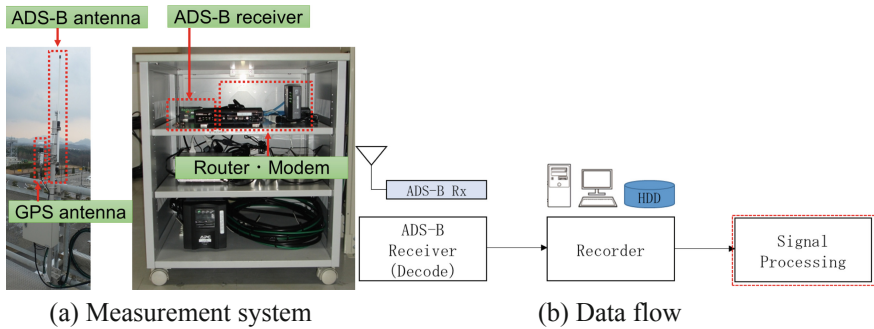 ADS-B antenna
ADS-B receiver
Router・Modem
GPS antenna
ADS-B Rx
HDD
ADS-B
Receiver
(Decode)
Recorder
Signal
Processing
(a) Measurement system
(b) Data flow